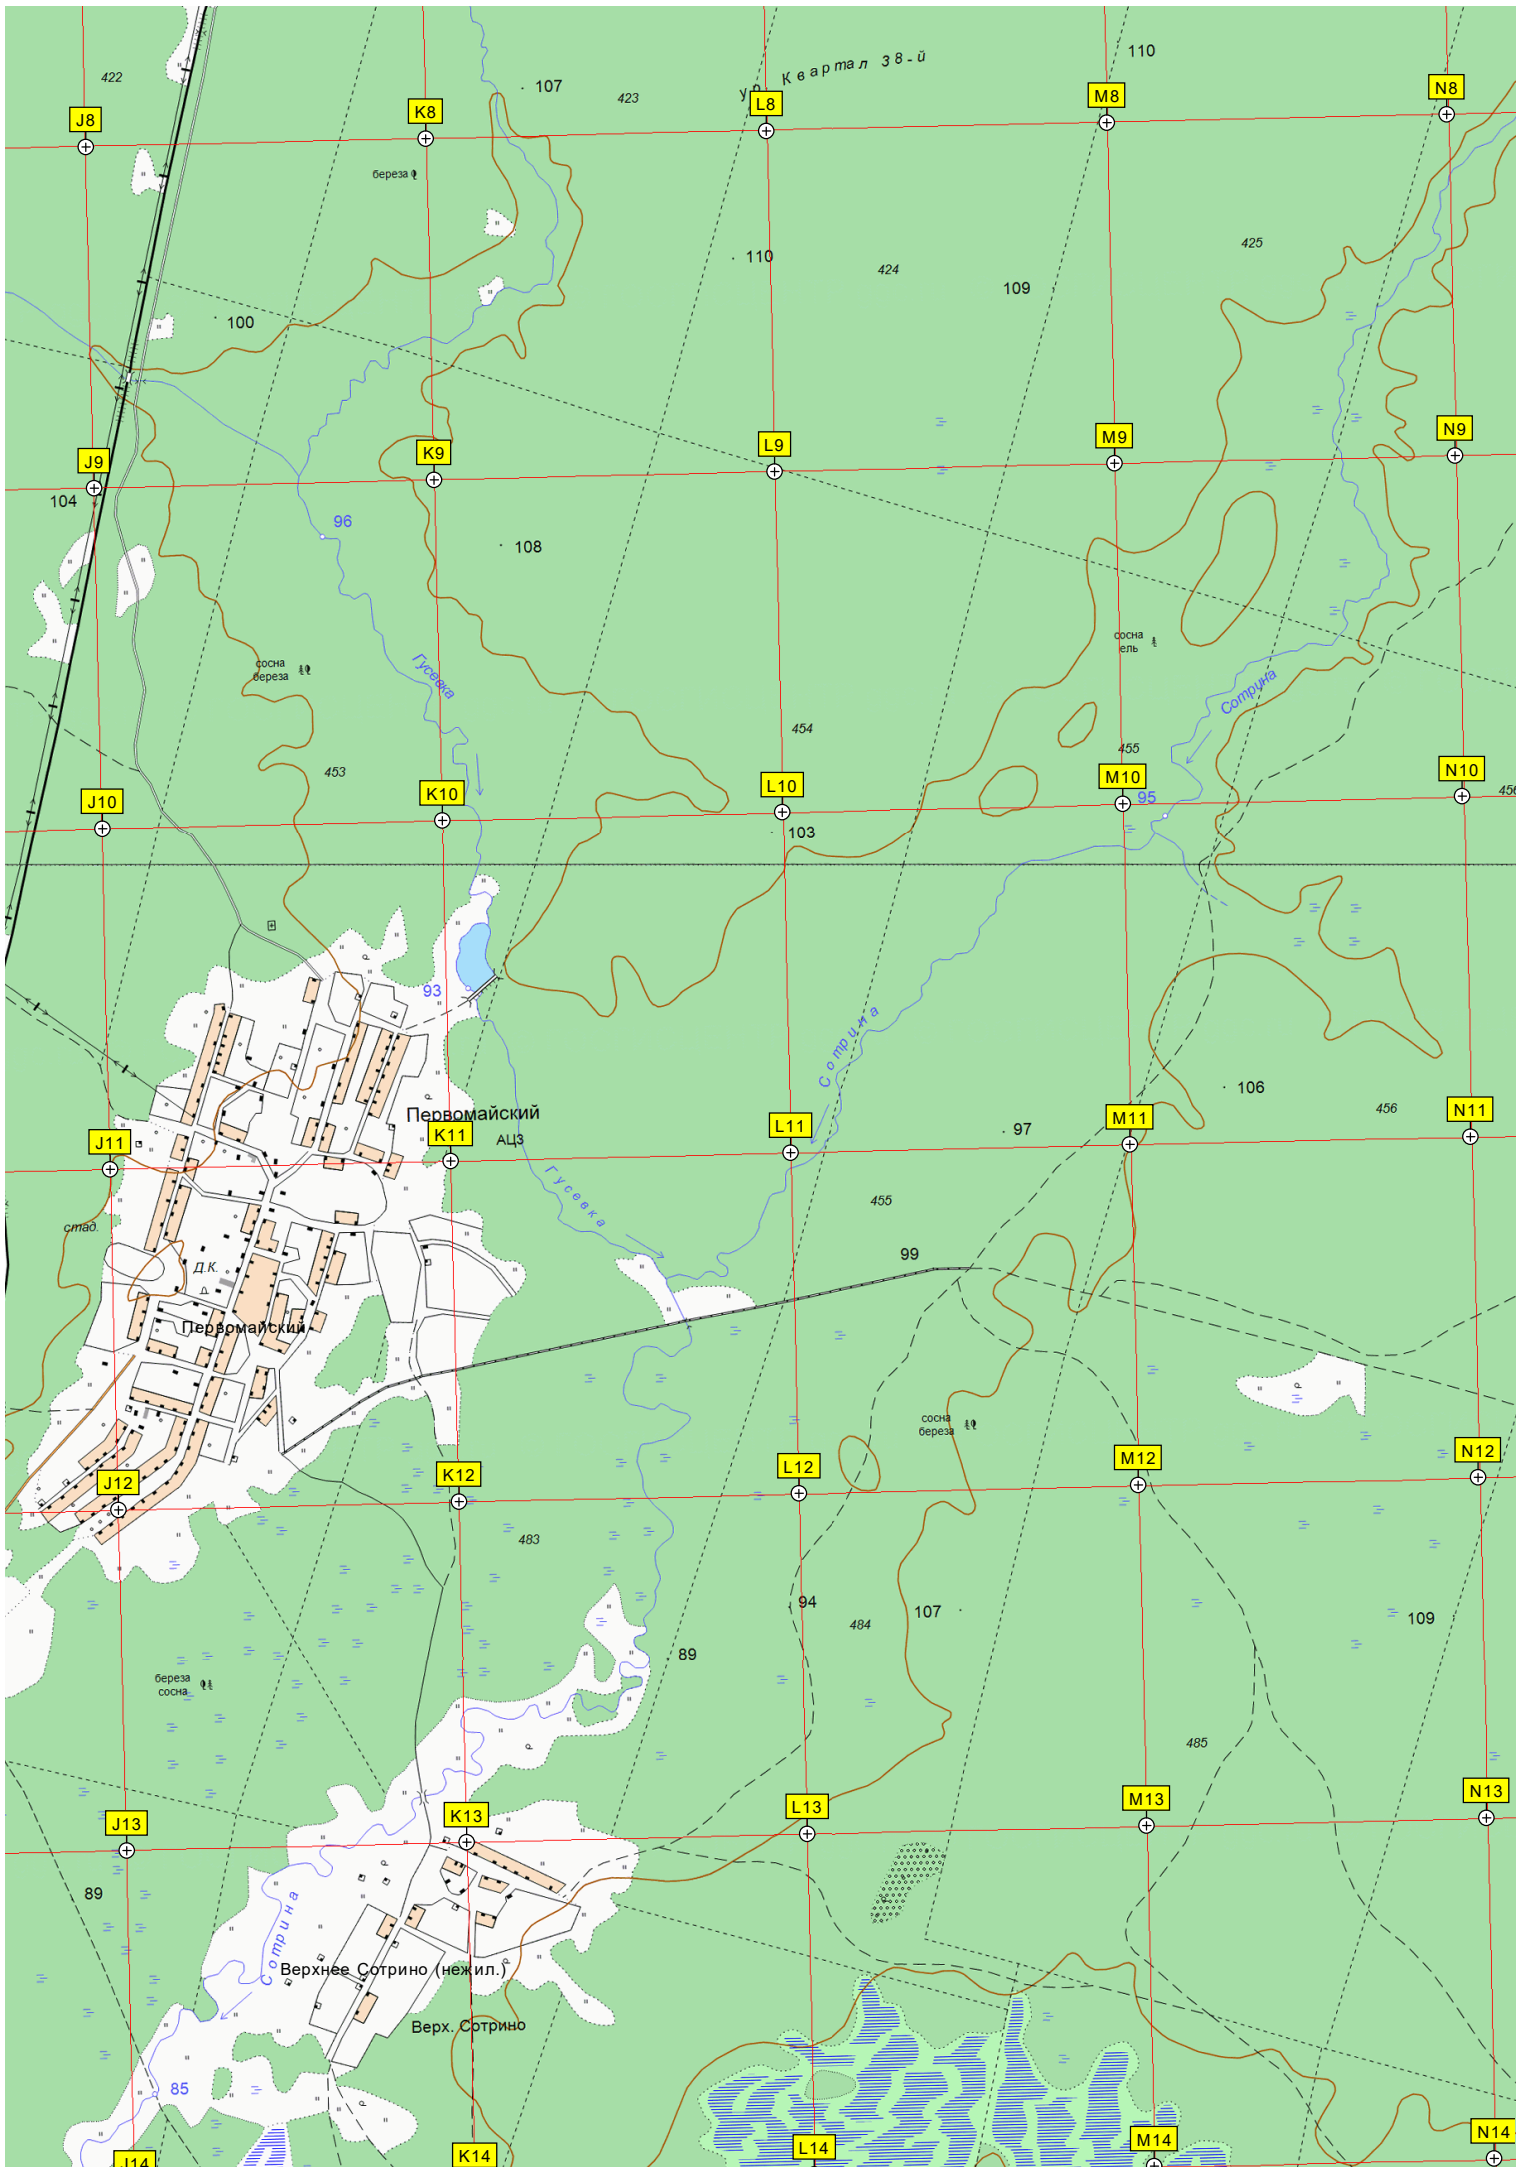 110
422
107
423
ур. Квартал 38-й
J8
K8
L8
M8
N8
береза
110
424
109
425
100
J9
K9
L9
M9
N9
104
96
108
сосна
береза
Гусевка
сосна
ель
Сотрина
453
454
455
J10
K10
L10
M10
N10
95
456
103
93
Сотрина
Первомайский
АЦЗ
106
456
97
J11
K11
L11
M11
N11
Гусевка
455
стад.
Д.К.
99
Первомайский
сосна
береза
J12
K12
L12
M12
N12
483
94
484
107
109
89
береза
сосна
485
J13
K13
L13
M13
N13
89
Сотрина
Верхнее Сотрино (нежил.)
Верх. Сотрино
85
J14
K14
L14
M14
N14